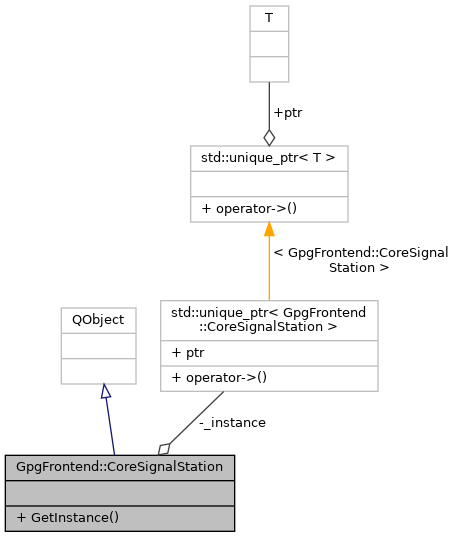 T
+ptr
std::unique_ptr< T >
+ operator->()
< GpgFrontend::CoreSignal
Station >
std::unique_ptr< GpgFrontend
::CoreSignalStation >
+ ptr
+ operator->()
QObject
-_instance
GpgFrontend::CoreSignalStation
+ GetInstance()